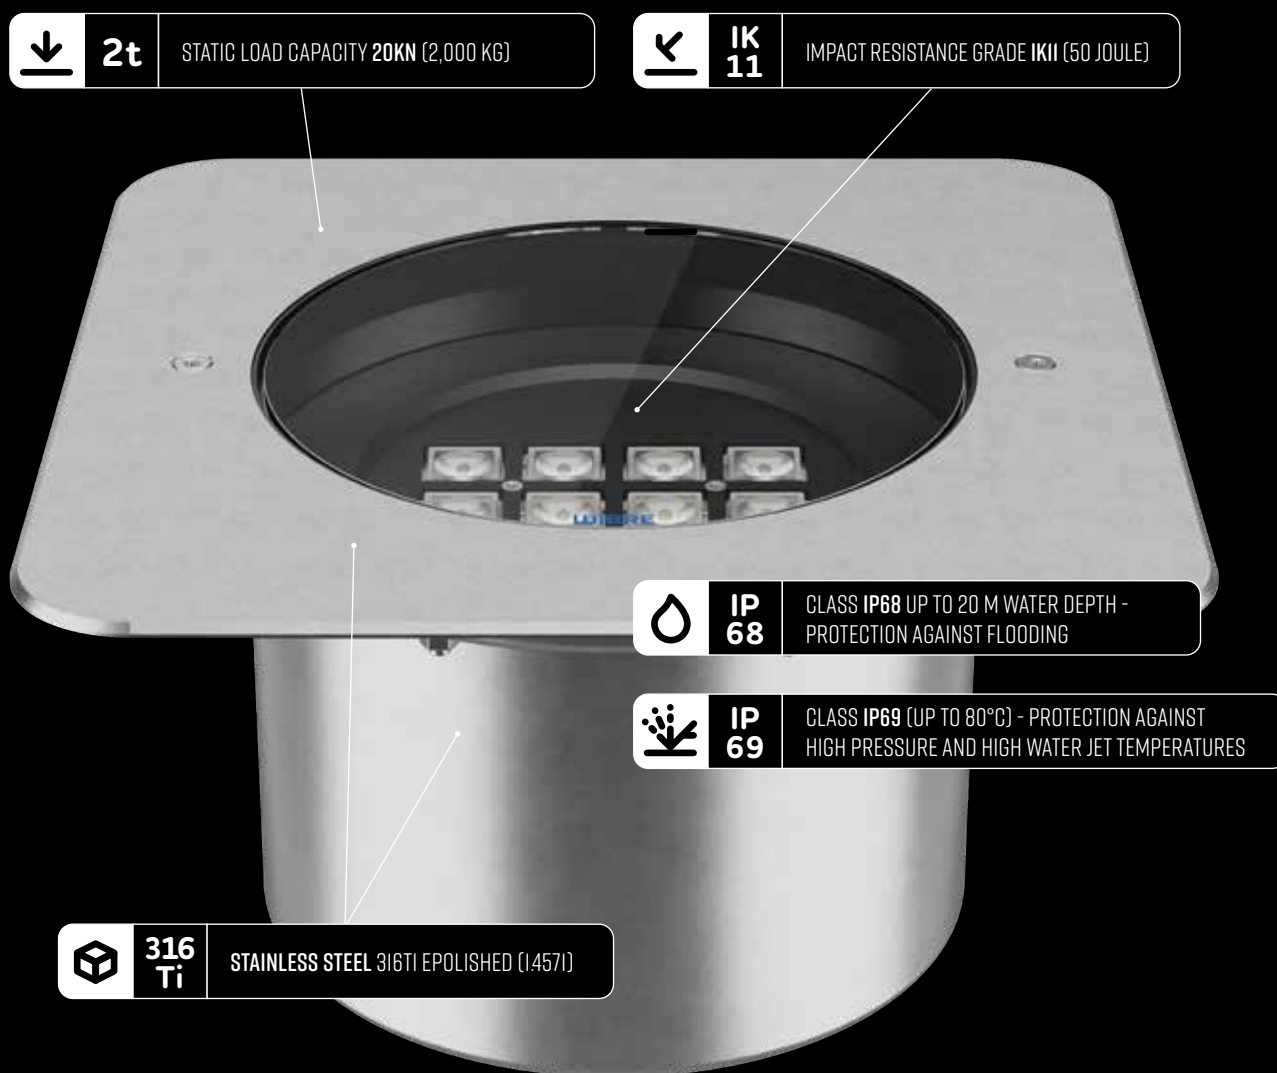 2t
STATIC LOAD CAPACITY 20KN (2,000 KG)
IK
11
IMPACT RESISTANCE GRADE IK11 (50 JOULE)
WIBRE
IP
68
CLASS IP68 UP TO 20 M WATER DEPTH -
PROTECTION AGAINST FLOODING
IP
69
CLASS IP69 (UP TO 80°C) - PROTECTION AGAINST
HIGH PRESSURE AND HIGH WATER JET TEMPERATURES
316
Ti
STAINLESS STEEL 316TI EPOLISHED (1.4571)